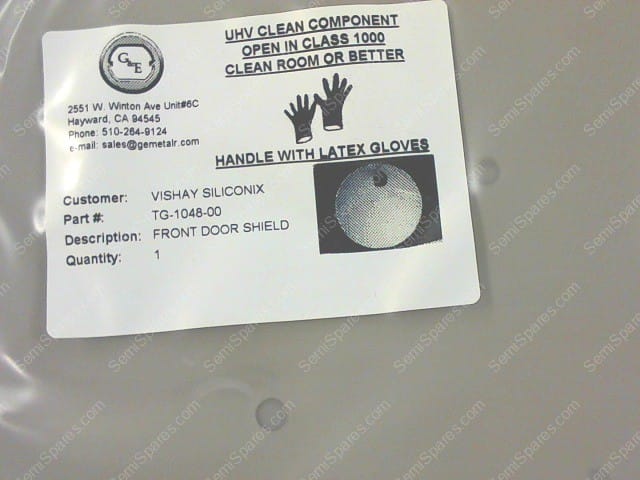 UHV CLEAN COMPONENT
OPEN IN CLASS 1000
CLEAN ROOM OR BETTER
G&E
2551 W. Winton Ave Unit#6C
Hayward, CA 94545
Phone: 510-264-9124
e-mail: sales@gemetalr.com
HANDLE WITH LATEX GLOVES
Customer: VISHAY SILICONIX
Part #: TG-1048-00
Description: FRONT DOOR SHIELD
Quantity: 1
SemiSpares.com